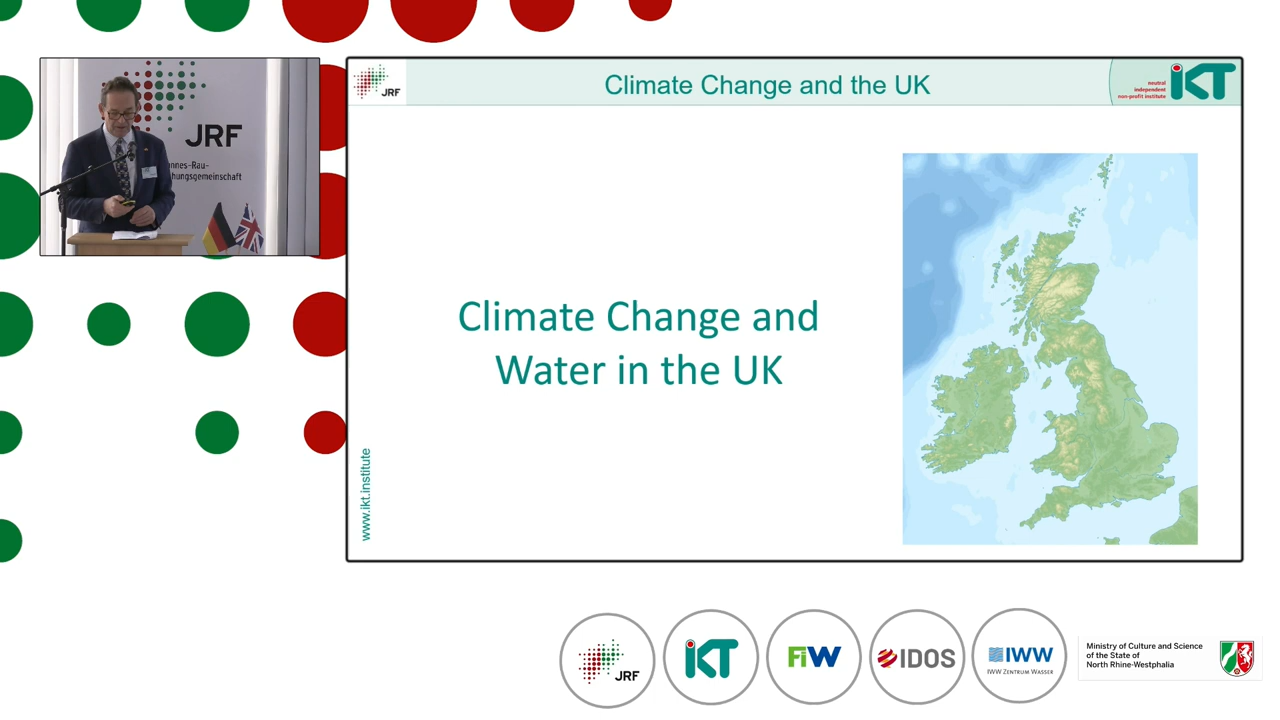 JRF
nnes-Rau-
hungsgemeinschaft
JRF
Climate Change and the UK
neutral
independent
non-profit institute
iKT
Climate Change and
Water in the UK
www.ikt.institute
JRF
iKT
FiW
IDOS
IWW
IWW ZENTRUM WASSER
Ministry of Culture and Science
of the State of
North Rhine-Westphalia